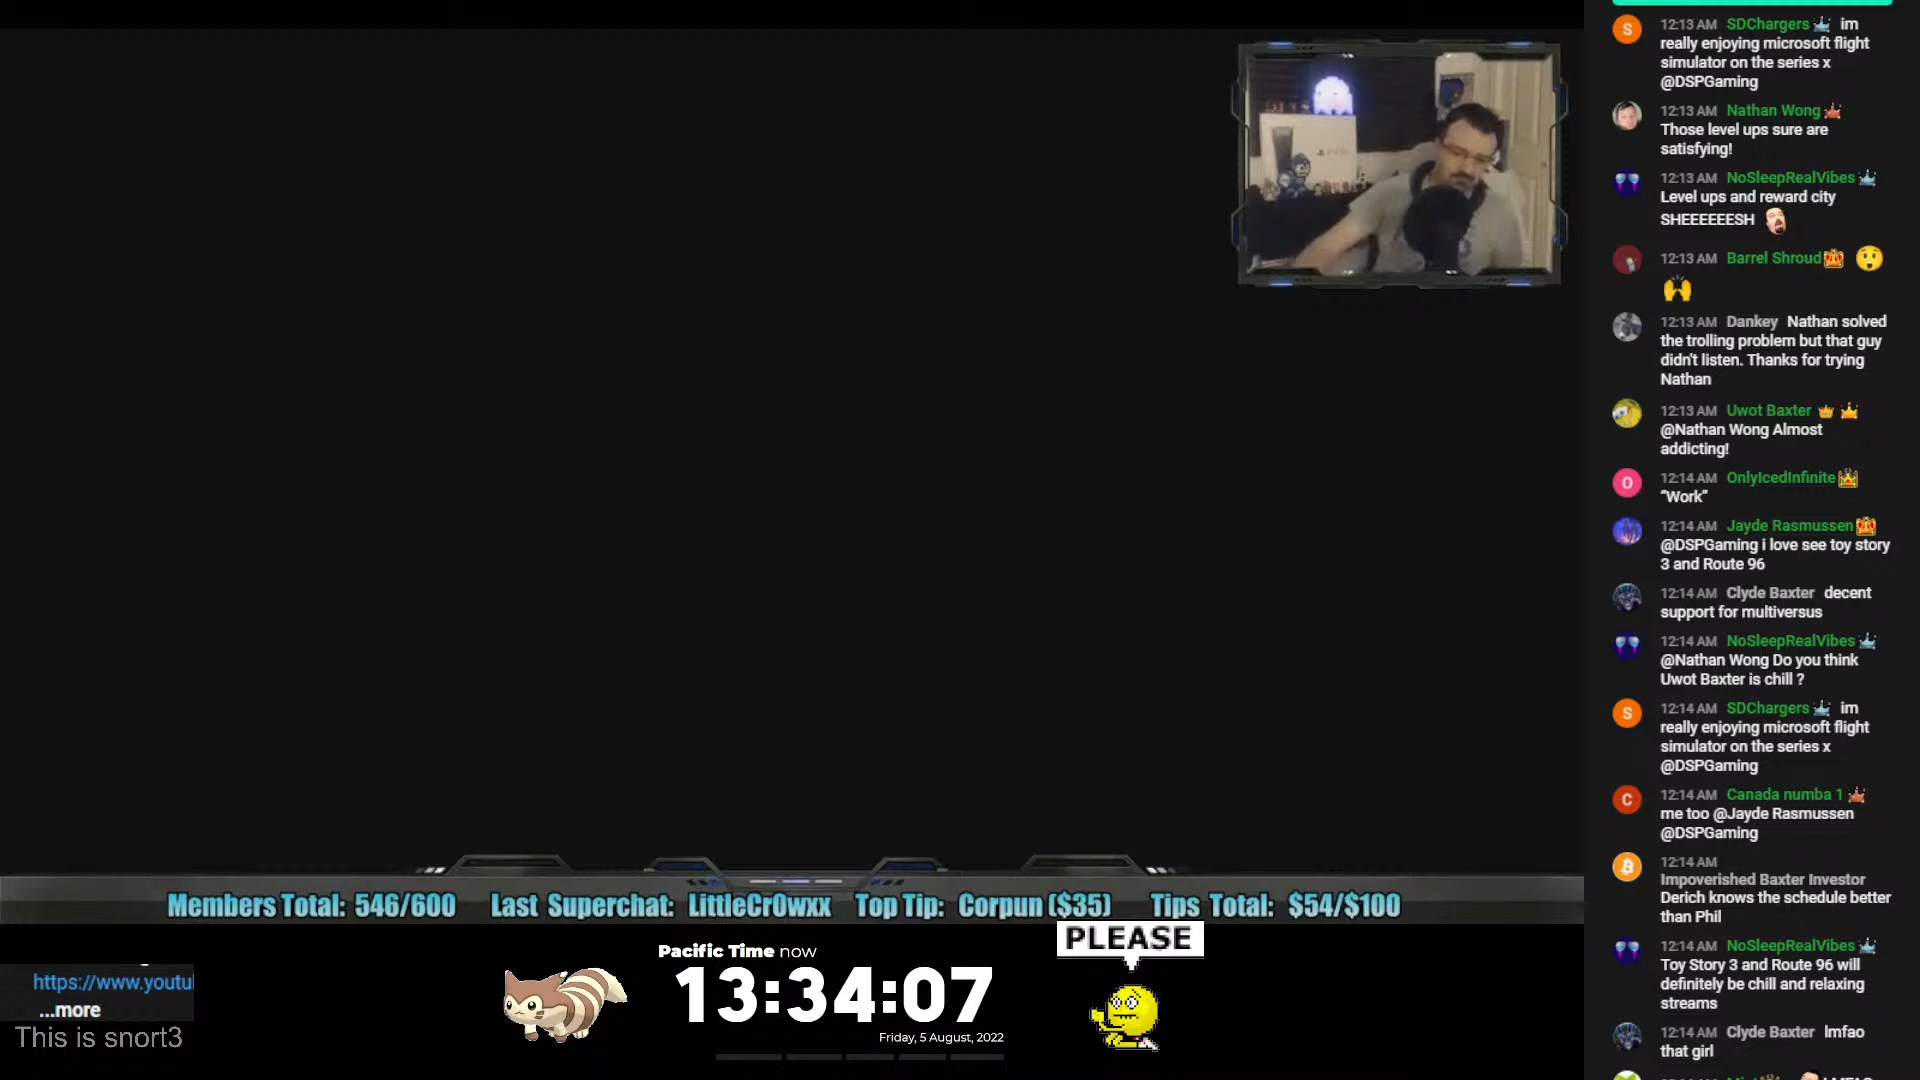 12:13 AM SDChargers im
really enjoying microsoft flight
simulator on the series x
@DSPGaming
12:13 AM Nathan Wong
Those level ups sure are
satisfying!
12:13 AM NoSleepRealVibes
Level ups and reward city
SHEEEEEESH
12:13 AM Barrel Shroud
12:13 AM Dankey Nathan solved
the trolling problem but that guy
didn't listen. Thanks for trying
Nathan
12:13 AM Uwot Baxter
@Nathan Wong Almost
addicting!
12:14 AM OnlyIcedInfinite
“Work”
12:14 AM Jayde Rasmussen
@DSPGaming i love see toy story
3 and Route 96
12:14 AM Clyde Baxter decent
support for multiversus
12:14 AM NoSleepRealVibes
@Nathan Wong Do you think
Uwot Baxter is chill ?
12:14 AM SDChargers im
really enjoying microsoft flight
simulator on the series x
@DSPGaming
12:14 AM Canada numba 1
me too @Jayde Rasmussen
@DSPGaming
12:14 AM
Impoverished Baxter Investor
Derich knows the schedule better
than Phil
12:14 AM NoSleepRealVibes
Toy Story 3 and Route 96 will
definitely be chill and relaxing
streams
12:14 AM Clyde Baxter lmfao
that girl
S
O
S
C
Members Total: 546/600 Last Superchat: LittleCr0wxx Top Tip: Corpun ($35) Tips Total: $54/$100
PLEASE
Pacific Time now
13:34:07
Friday, 5 August, 2022
https://www.youtu
...more
This is snort3